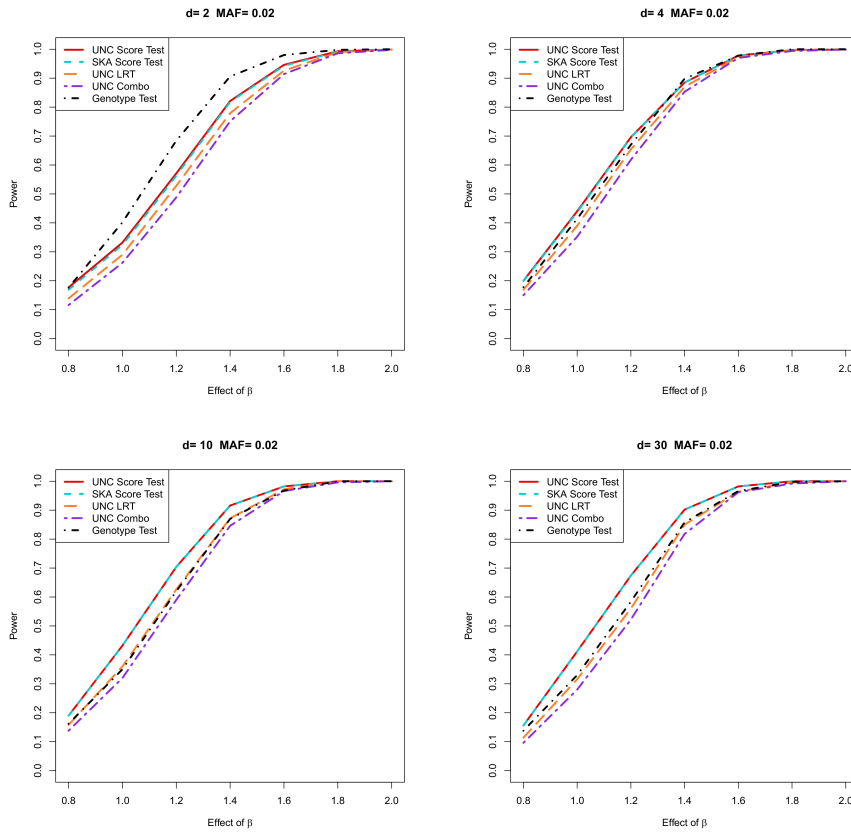 d= 2 MAF= 0.02
UNC Score Test
SKA Score Test
UNC LRT
UNC Combo
Genotype Test
Power
1.0
0.9
0.8
0.7
0.6
0.5
0.4
0.3
0.2
0.1
0.0
0.8 1.0 1.2 1.4 1.6 1.8 2.0
Effect of β
d= 4 MAF= 0.02
UNC Score Test
SKA Score Test
UNC LRT
UNC Combo
Genotype Test
Power
1.0
0.9
0.8
0.7
0.6
0.5
0.4
0.3
0.2
0.1
0.0
0.8 1.0 1.2 1.4 1.6 1.8 2.0
Effect of β
d= 10 MAF= 0.02
UNC Score Test
SKA Score Test
UNC LRT
UNC Combo
Genotype Test
Power
1.0
0.9
0.8
0.7
0.6
0.5
0.4
0.3
0.2
0.1
0.0
0.8 1.0 1.2 1.4 1.6 1.8 2.0
Effect of β
d= 30 MAF= 0.02
UNC Score Test
SKA Score Test
UNC LRT
UNC Combo
Genotype Test
Power
1.0
0.9
0.8
0.7
0.6
0.5
0.4
0.3
0.2
0.1
0.0
0.8 1.0 1.2 1.4 1.6 1.8 2.0
Effect of β